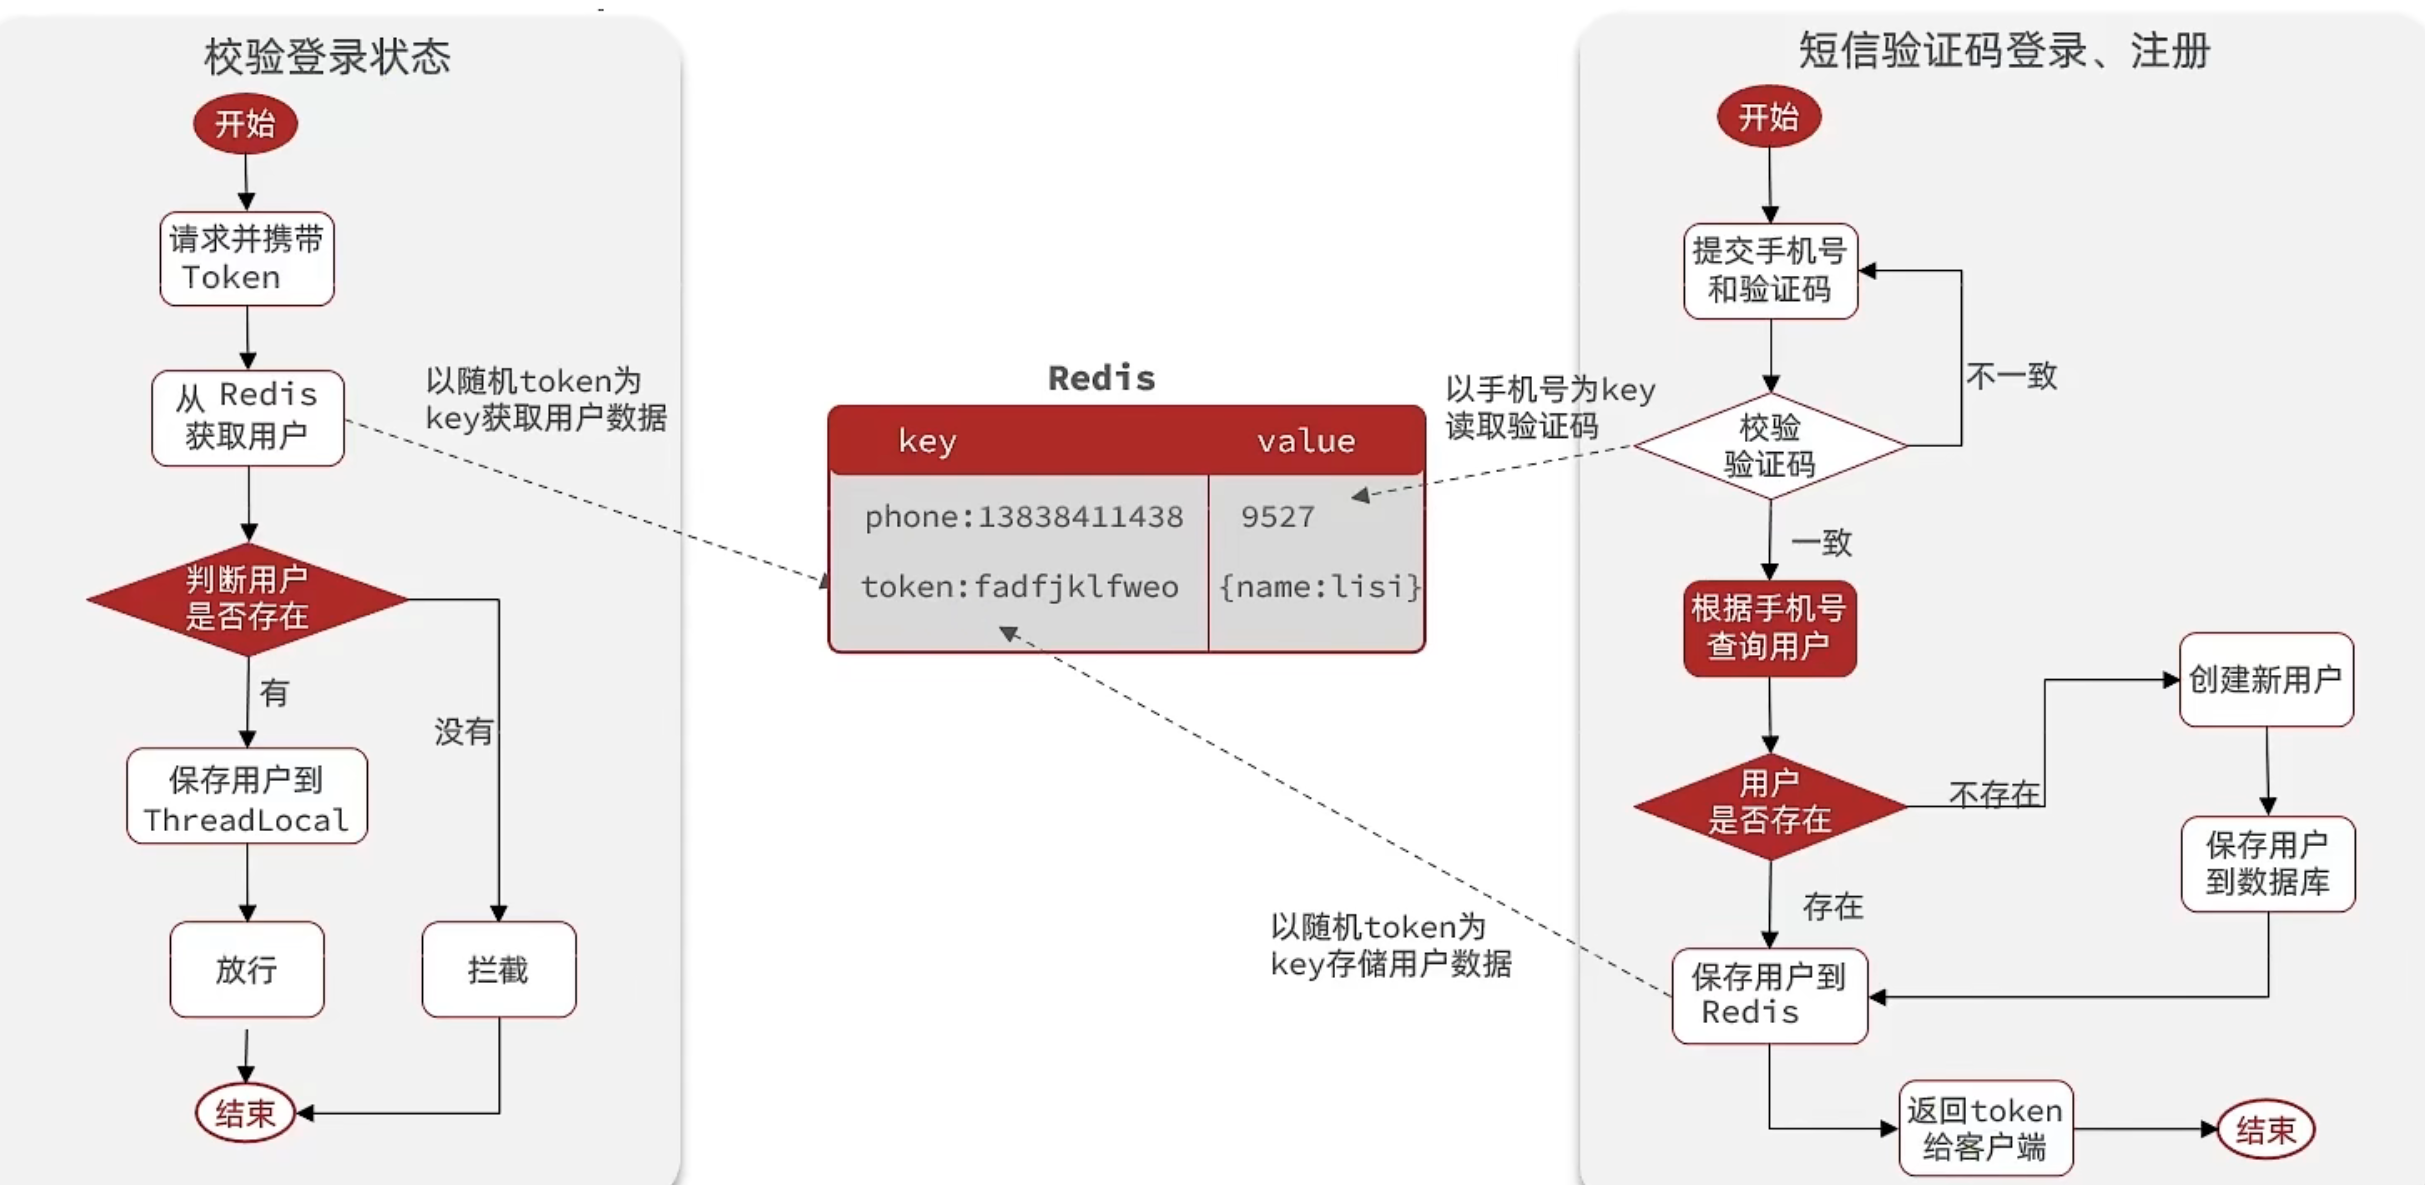 校验登录状态
开始
请求并携带
Token
从 Redis
获取用户
以随机token为
key获取用户数据
判断用户
是否存在
有
没有
保存用户到
ThreadLocal
放行
拦截
结束
Redis
key
value
phone:13838411438
9527
token:fadfjklfweo
{name:lisi}
以手机号为key
读取验证码
以随机token为
key存储用户数据
短信验证码登录、注册
开始
提交手机号
和验证码
不一致
校验
验证码
一致
根据手机号
查询用户
用户
是否存在
不存在
创建新用户
保存用户
到数据库
存在
保存用户到
Redis
返回token
给客户端
结束